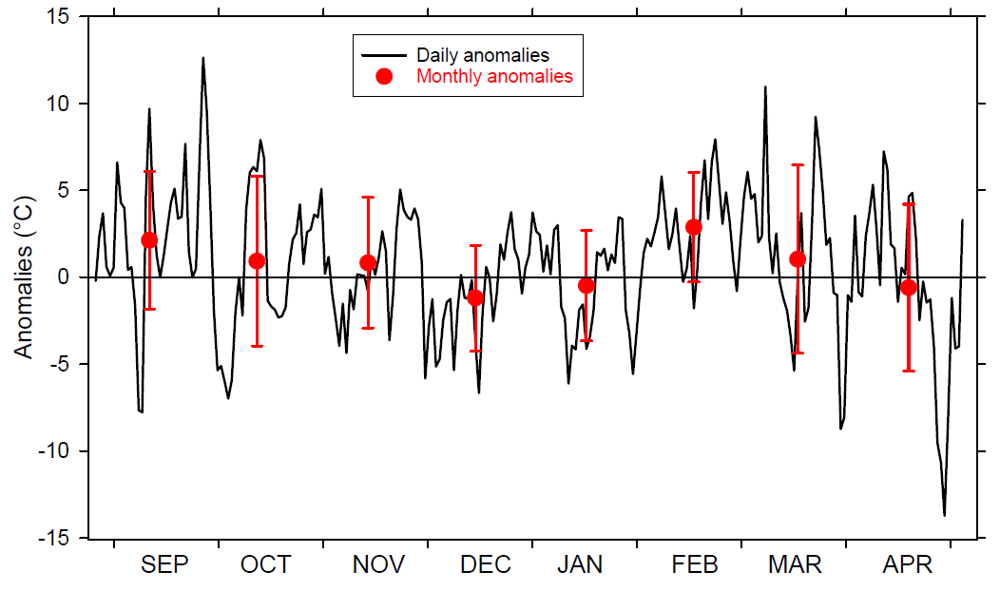 15
10
5
0
-5
-10
-15
Anomalies (°C)
Daily anomalies
Monthly anomalies
SEP OCT NOV DEC JAN FEB MAR APR